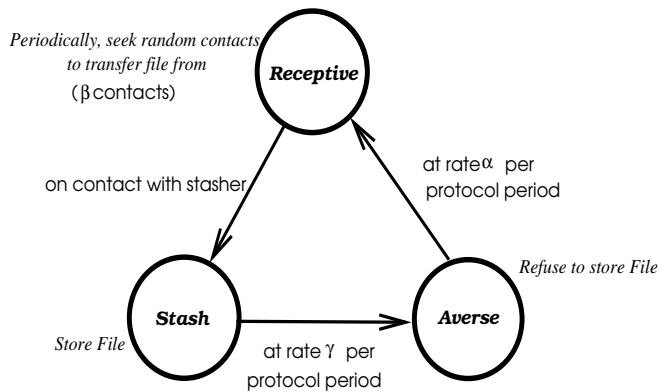 Periodically, seek random contacts
to transfer file from
(β contacts)
Receptive
at rate α per
protocol period
on contact with stasher
Refuse to store File
Stash
Averse
Store File
at rate γ per
protocol period